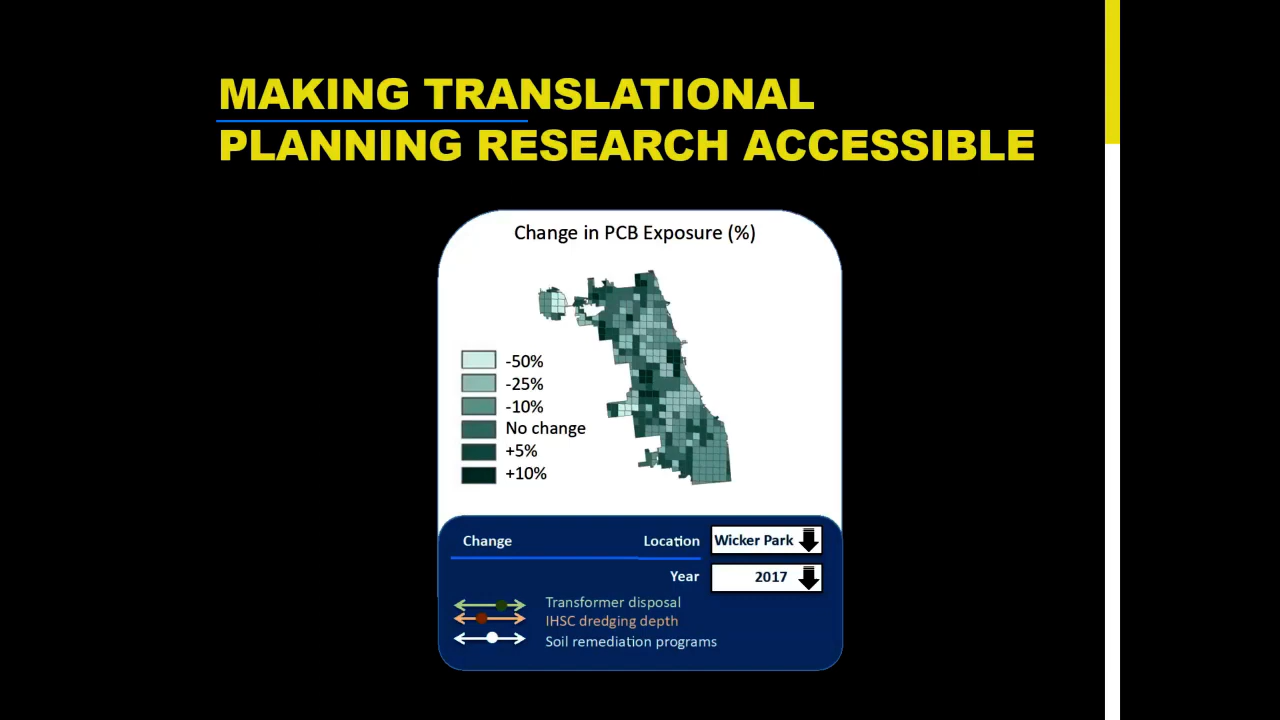 MAKING TRANSLATIONAL
PLANNING RESEARCH ACCESSIBLE
Change in PCB Exposure (%)
-50%
-25%
-10%
No change
+5%
+10%
Change
Location
Wicker Park
Year
2017
Transformer disposal
IHSC dredging depth
Soil remediation programs